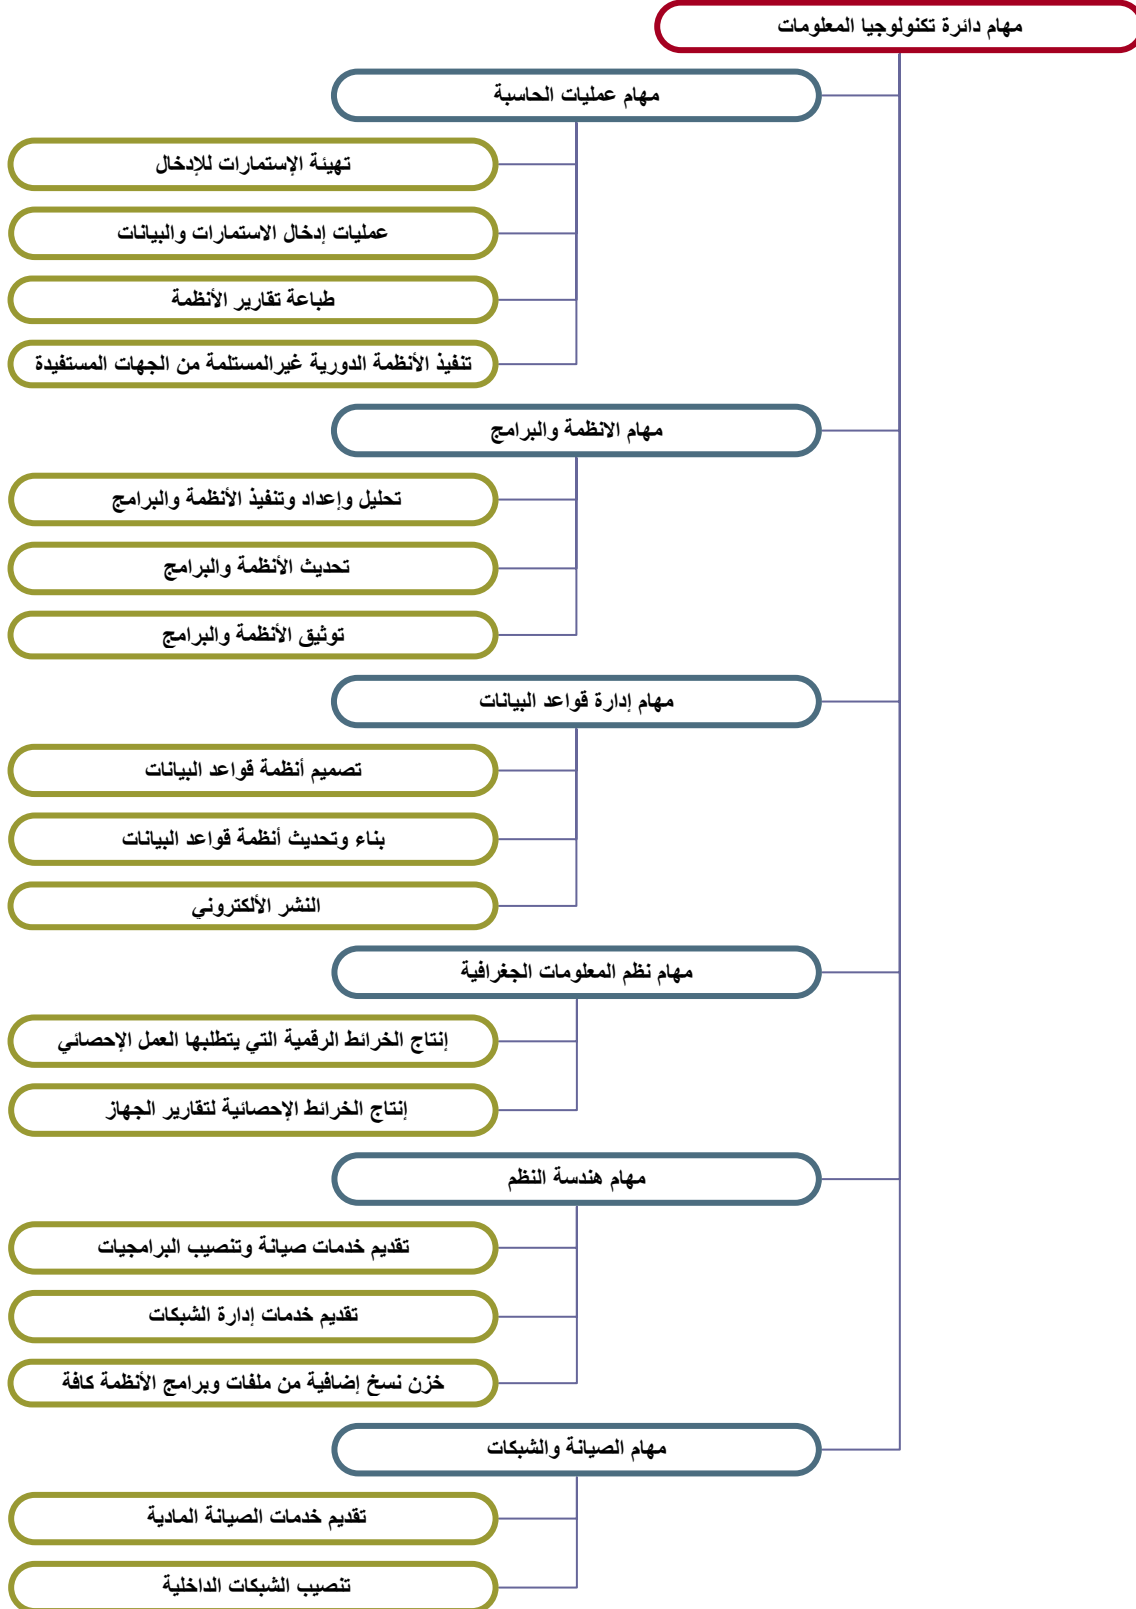 مهام دائرة تكنولوجيا المعلومات
مهام عمليات الحاسبة
تهيئة الإستمارات للإدخال
عمليات إدخال الاستمارات والبيانات
طباعة تقارير الأنظمة
تنفيذ الأنظمة الدورية غيرالمستلمة من الجهات المستفيدة
مهام الانظمة والبرامج
تحليل وإعداد وتنفيذ الأنظمة والبرامج
تحديث الأنظمة والبرامج
توثيق الأنظمة والبرامج
مهام إدارة قواعد البيانات
تصميم أنظمة قواعد البيانات
بناء وتحديث أنظمة قواعد البيانات
النشر الألكتروني
مهام نظم المعلومات الجغرافية
إنتاج الخرائط الرقمية التي يتطلبها العمل الإحصائي
إنتاج الخرائط الإحصائية لتقارير الجهاز
مهام هندسة النظم
تقديم خدمات صيانة وتنصيب البرامجيات
تقديم خدمات إدارة الشبكات
خزن نسخ إضافية من ملفات وبرامج الأنظمة كافة
مهام الصيانة والشبكات
تقديم خدمات الصيانة المادية
تنصيب الشبكات الداخلية